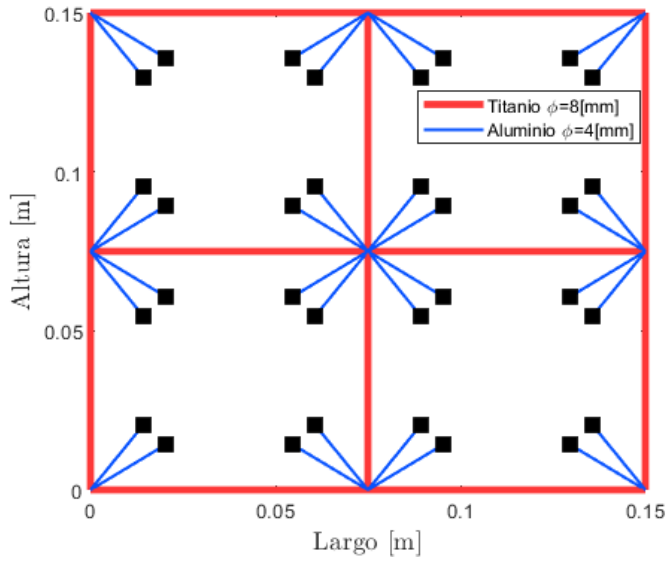 0.15
Titanio ϕ=8[mm]
Aluminio ϕ=4[mm]
0.1
Altura [m]
0.05
0
0 0.05 0.1 0.15
Largo [m]